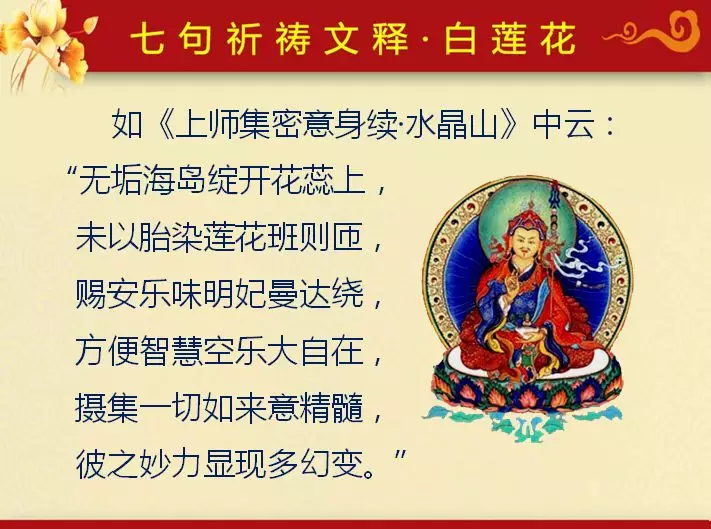 七句祈祷文释·白莲花
如《上师集密意身续·水晶山》中云：
“无垢海岛绽开花蕊上，
未以胎染莲花班则匝，
赐安乐味明妃曼达绕，
方便智慧空乐大自在，
摄集一切如来意精髓，
彼之妙力显现多幻变。”